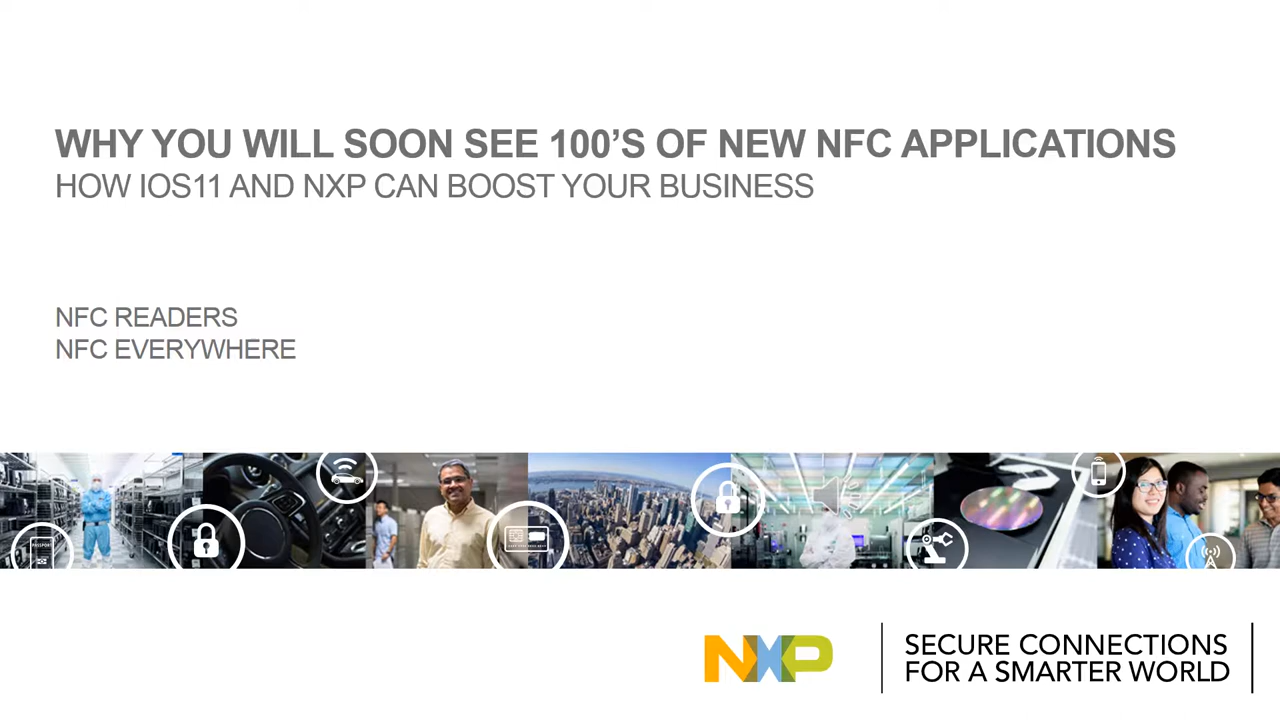 WHY YOU WILL SOON SEE 100'S OF NEW NFC APPLICATIONS
HOW IOS11 AND NXP CAN BOOST YOUR BUSINESS
NFC READERS
NFC EVERYWHERE
PASSPORT
NXP
SECURE CONNECTIONS
FOR A SMARTER WORLD